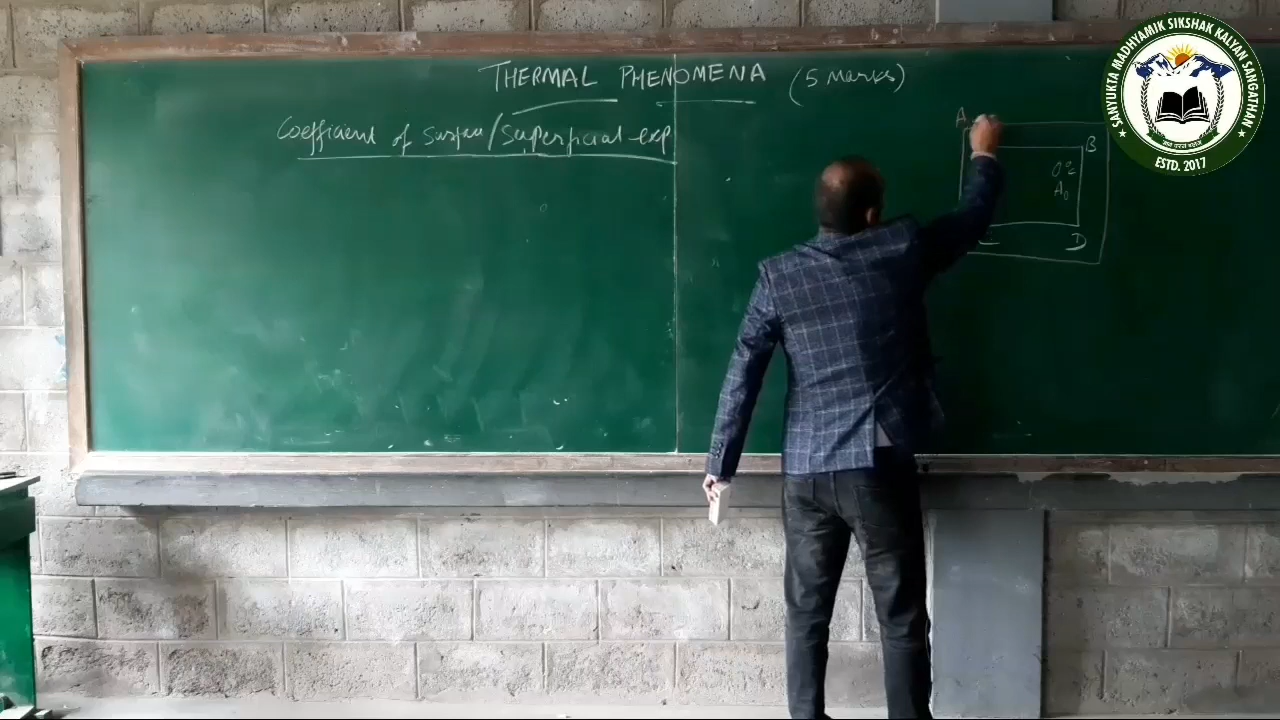 THERMAL PHENOMENA (5 Marks)
Coefficient of Surface/Superficial exp
A
B
0°C
A₀
D
SANYUKTA MADHYAMIK SIKSHAK KALYAN SANGATHAN
ESTD. 2017